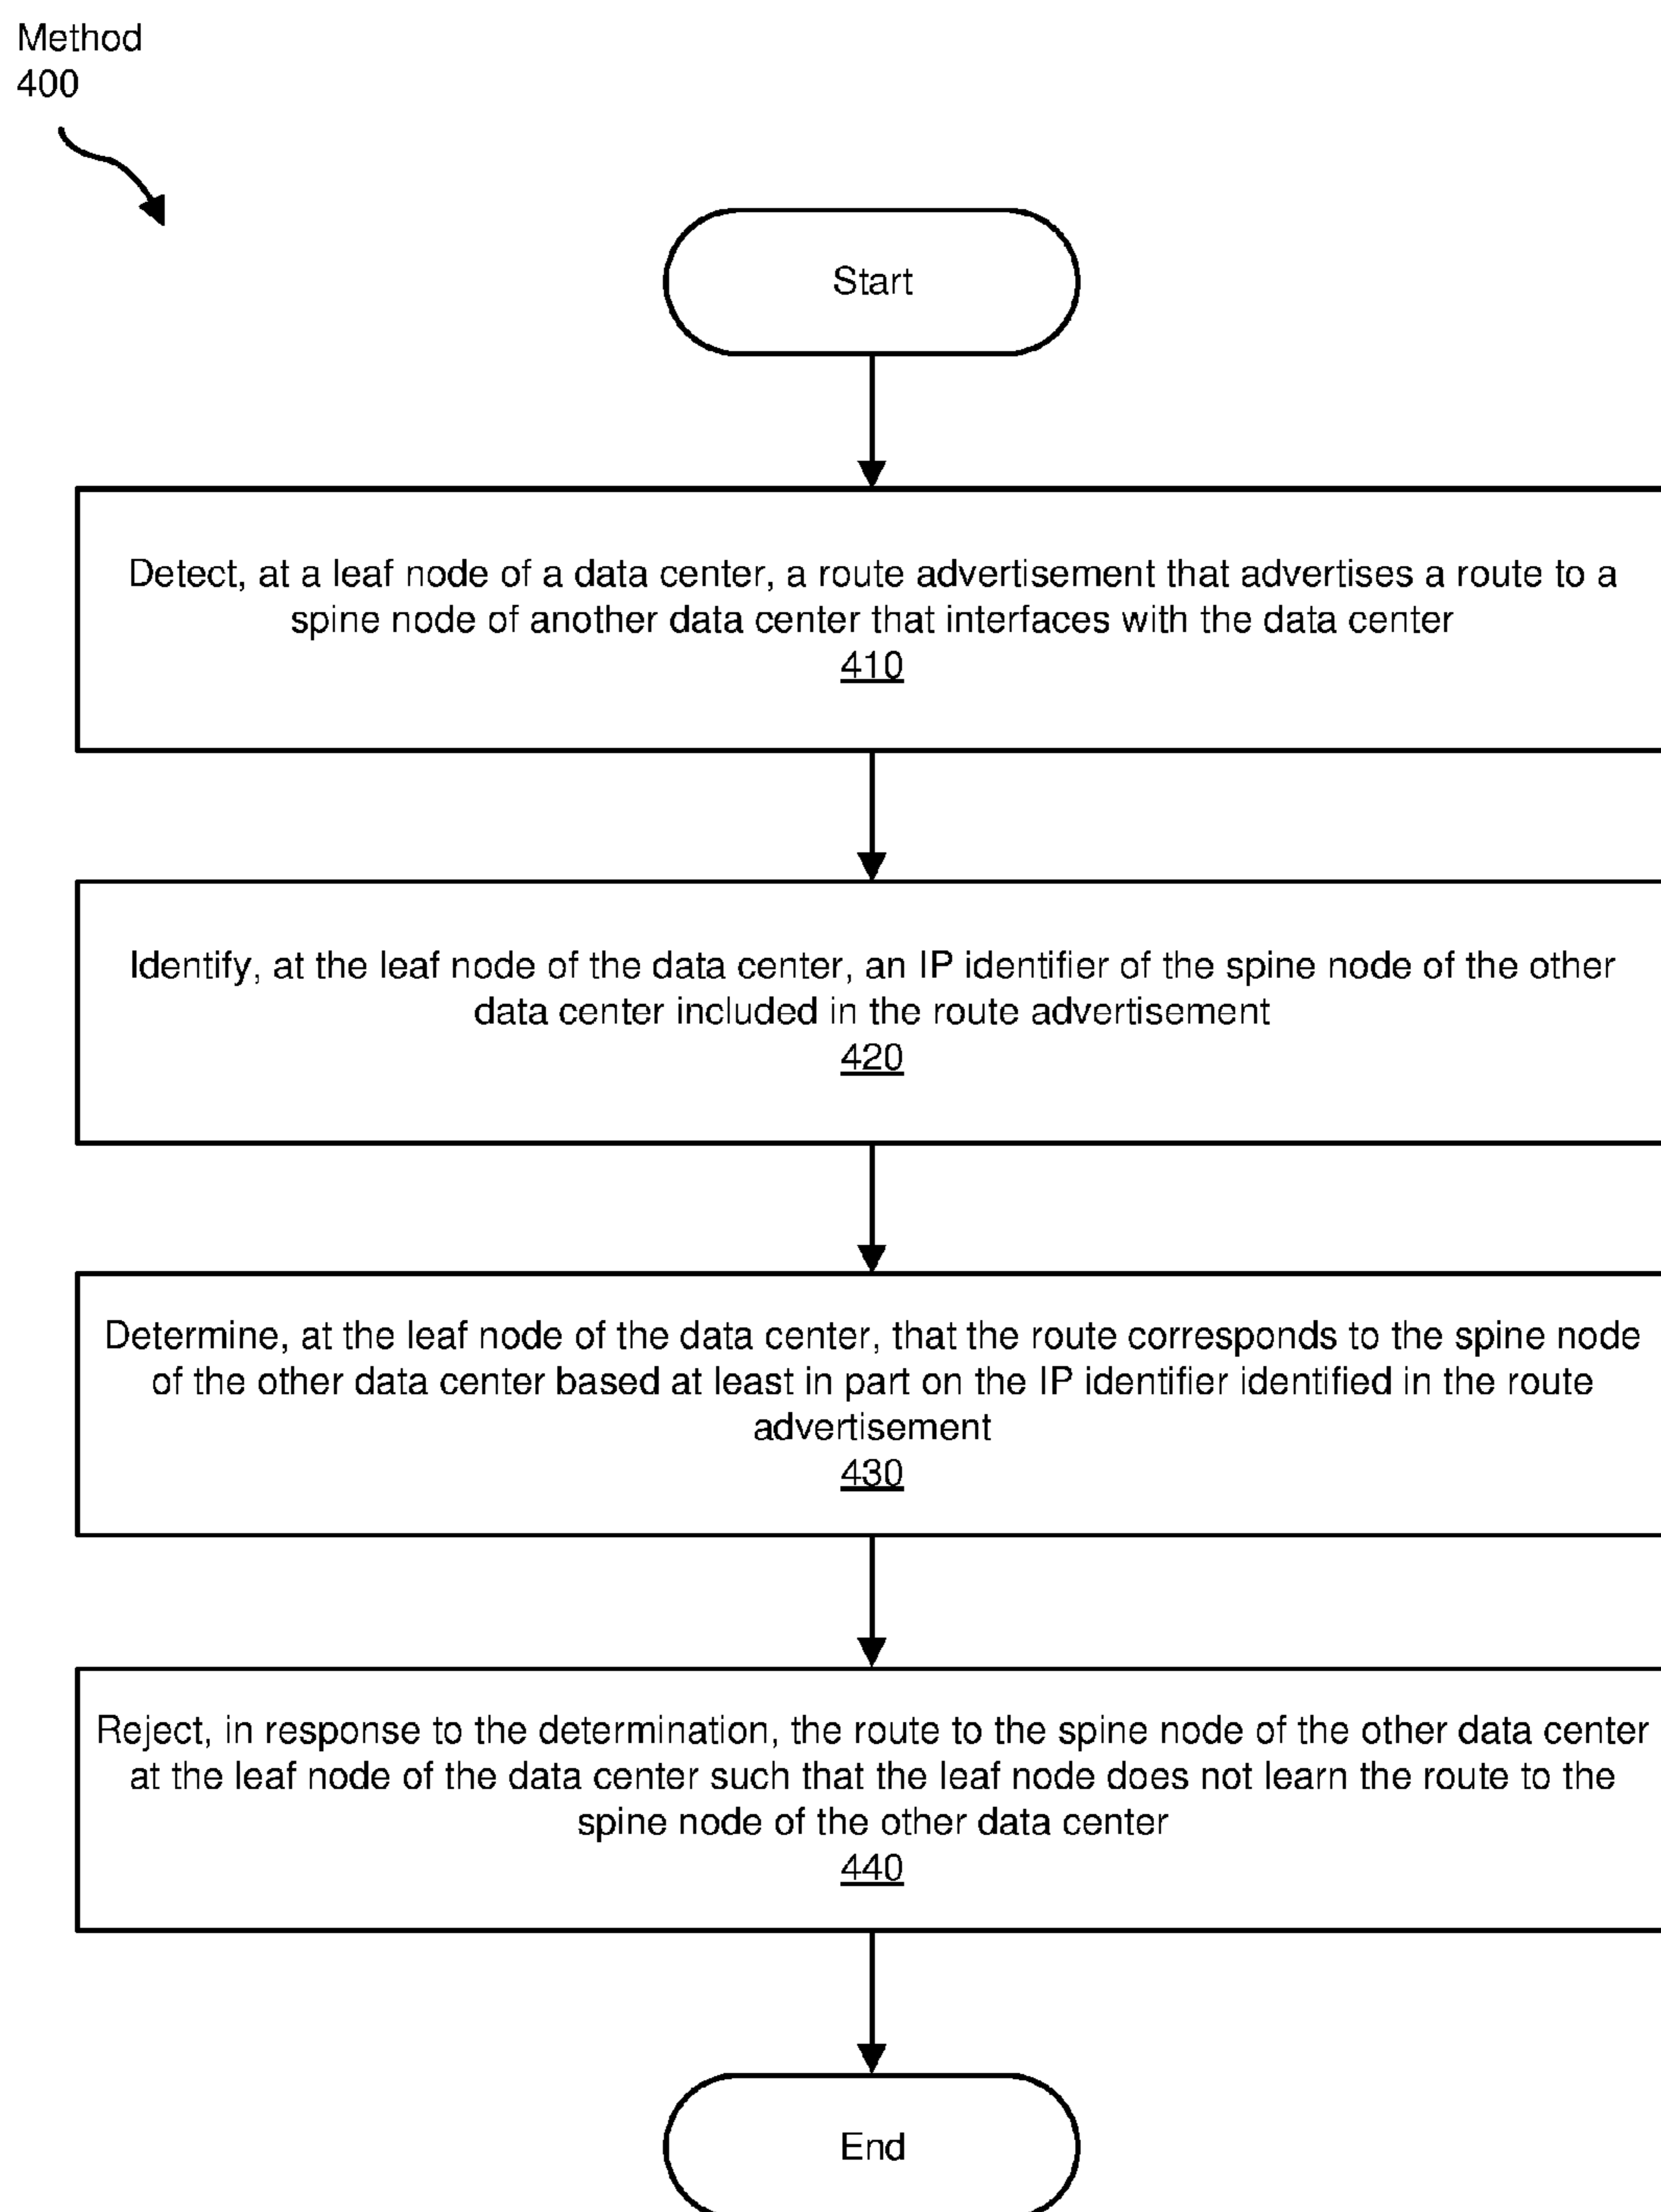 Method
400
Start
Detect, at a leaf node of a data center, a route advertisement that advertises a route to a
spine node of another data center that interfaces with the data center
410
Identify, at the leaf node of the data center, an IP identifier of the spine node of the other
data center included in the route advertisement
420
Determine, at the leaf node of the data center, that the route corresponds to the spine node
of the other data center based at least in part on the IP identifier identified in the route
advertisement
430
Reject, in response to the determination, the route to the spine node of the other data center
at the leaf node of the data center such that the leaf node does not learn the route to the
spine node of the other data center
440
End